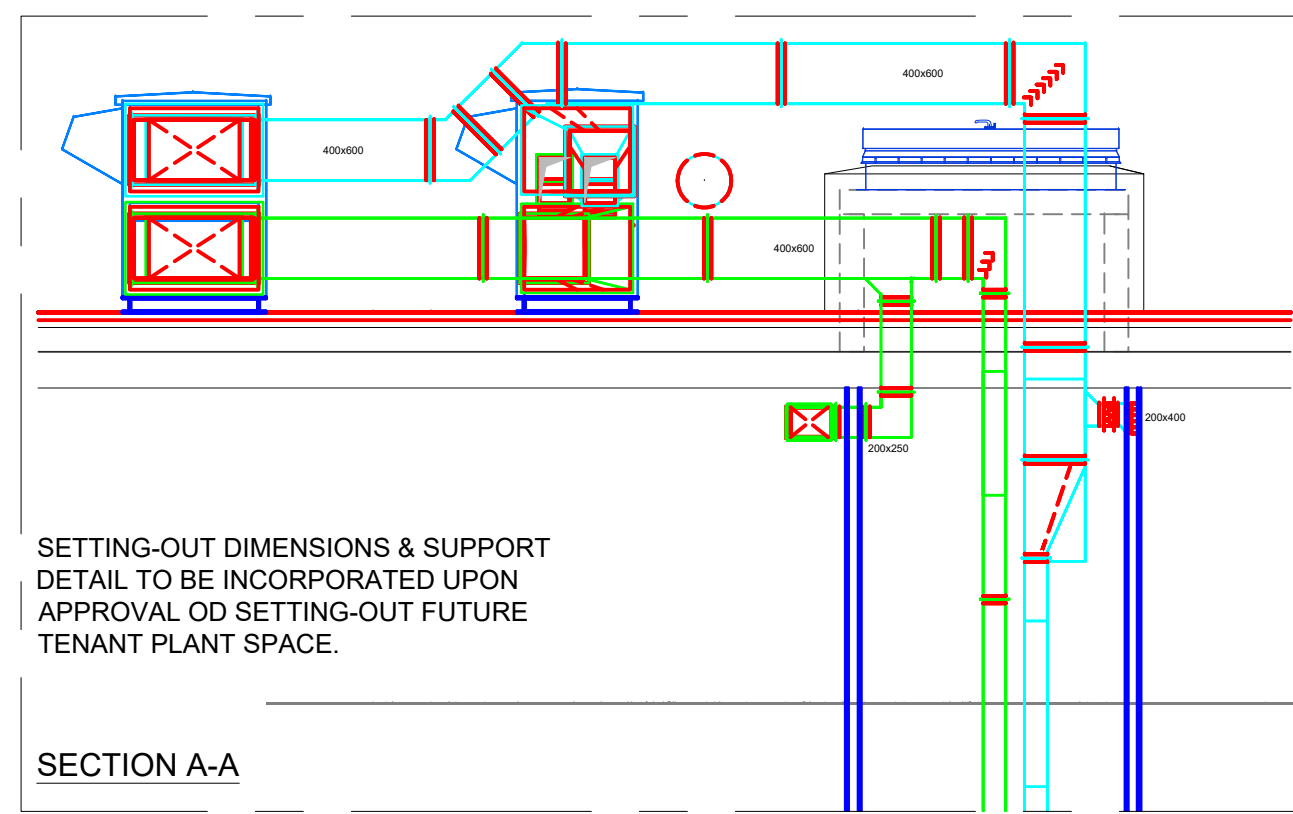 400x600
400x600
400x600
200x400
200x250
SETTING-OUT DIMENSIONS & SUPPORT
DETAIL TO BE INCORPORATED UPON
APPROVAL OD SETTING-OUT FUTURE
TENANT PLANT SPACE.
SECTION A-A